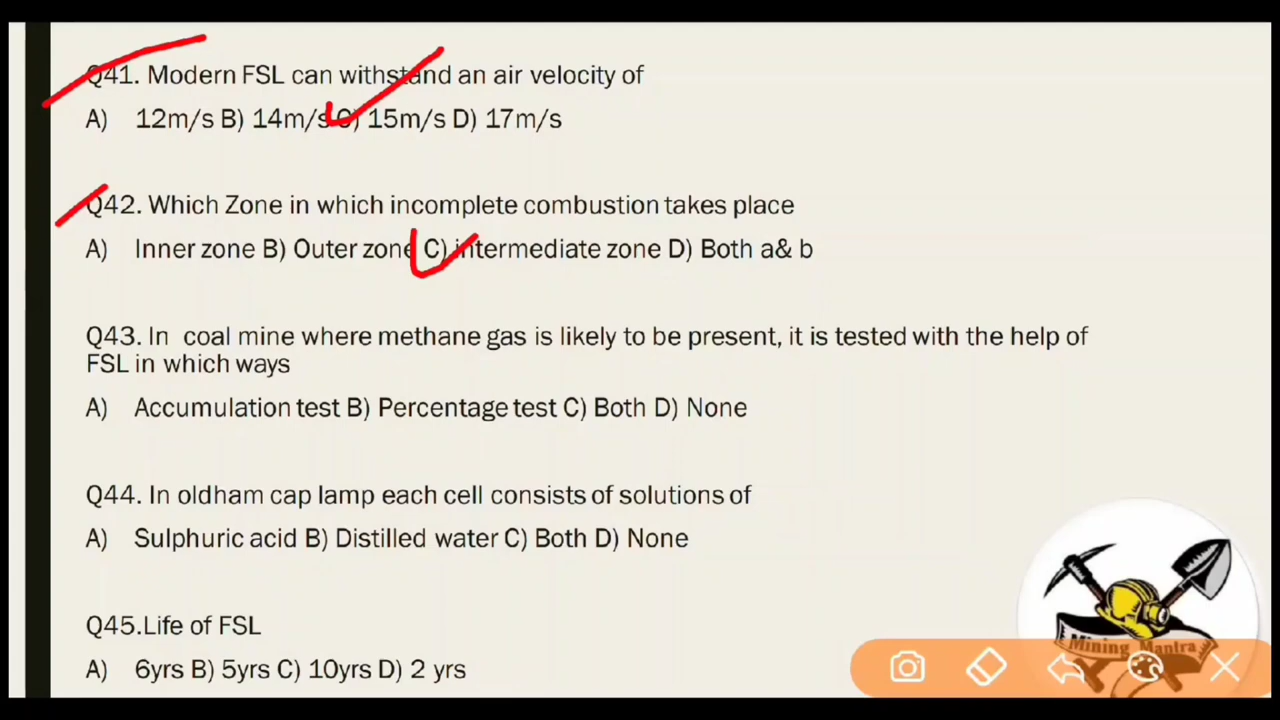 Q41. Modern FSL can withstand an air velocity of
A) 12m/s B) 14m/s C) 15m/s D) 17m/s
Q42. Which Zone in which incomplete combustion takes place
A) Inner zone B) Outer zone C) intermediate zone D) Both a& b
Q43. In coal mine where methane gas is likely to be present, it is tested with the help of
FSL in which ways
A) Accumulation test B) Percentage test C) Both D) None
Q44. In oldham cap lamp each cell consists of solutions of
A) Sulphuric acid B) Distilled water C) Both D) None
Q45.Life of FSL
A) 6yrs B) 5yrs C) 10yrs D) 2 yrs
Mining Mantra